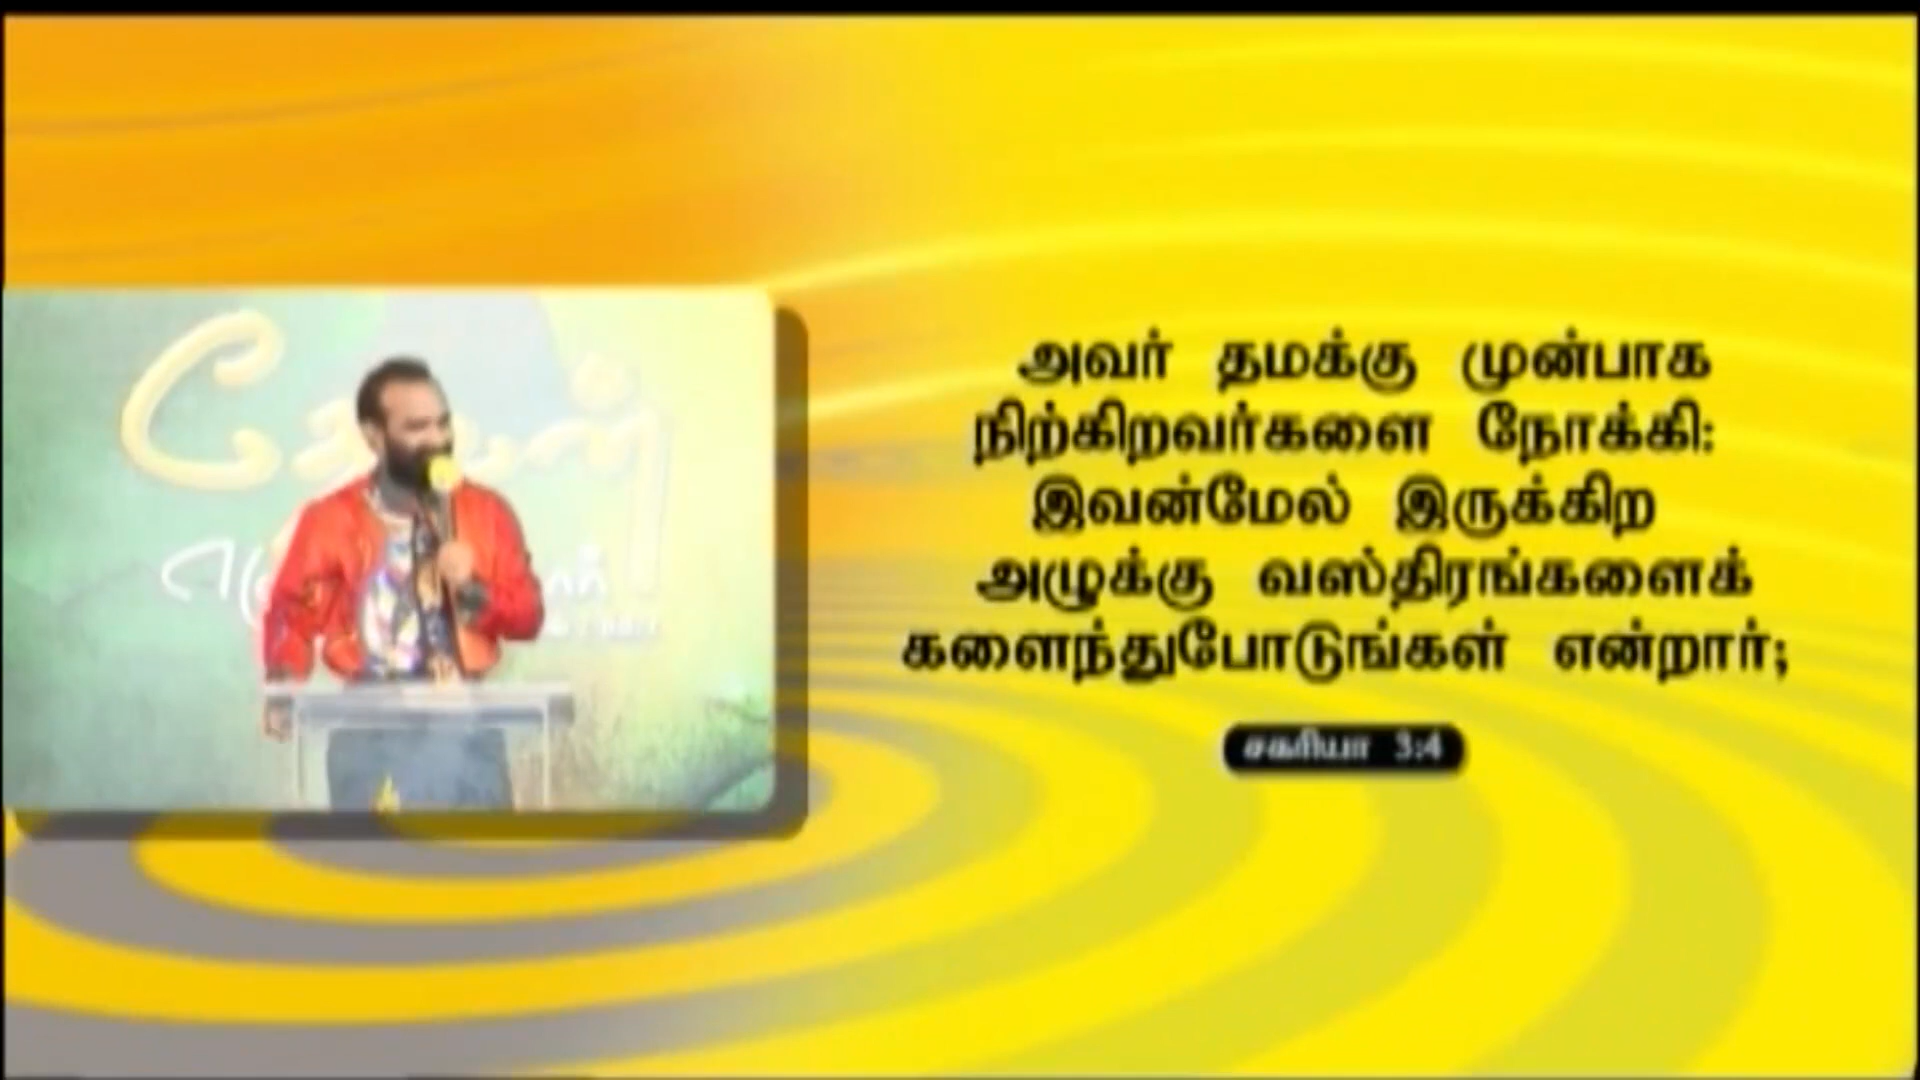 அவர் தமக்கு முன்பாக
நிற்கிறவர்களை நோக்கி:
இவன்மேல் இருக்கிற
அழுக்கு வஸ்திரங்களைக்
களைந்துபோடுங்கள் என்றார்;
சகரியா 3:4